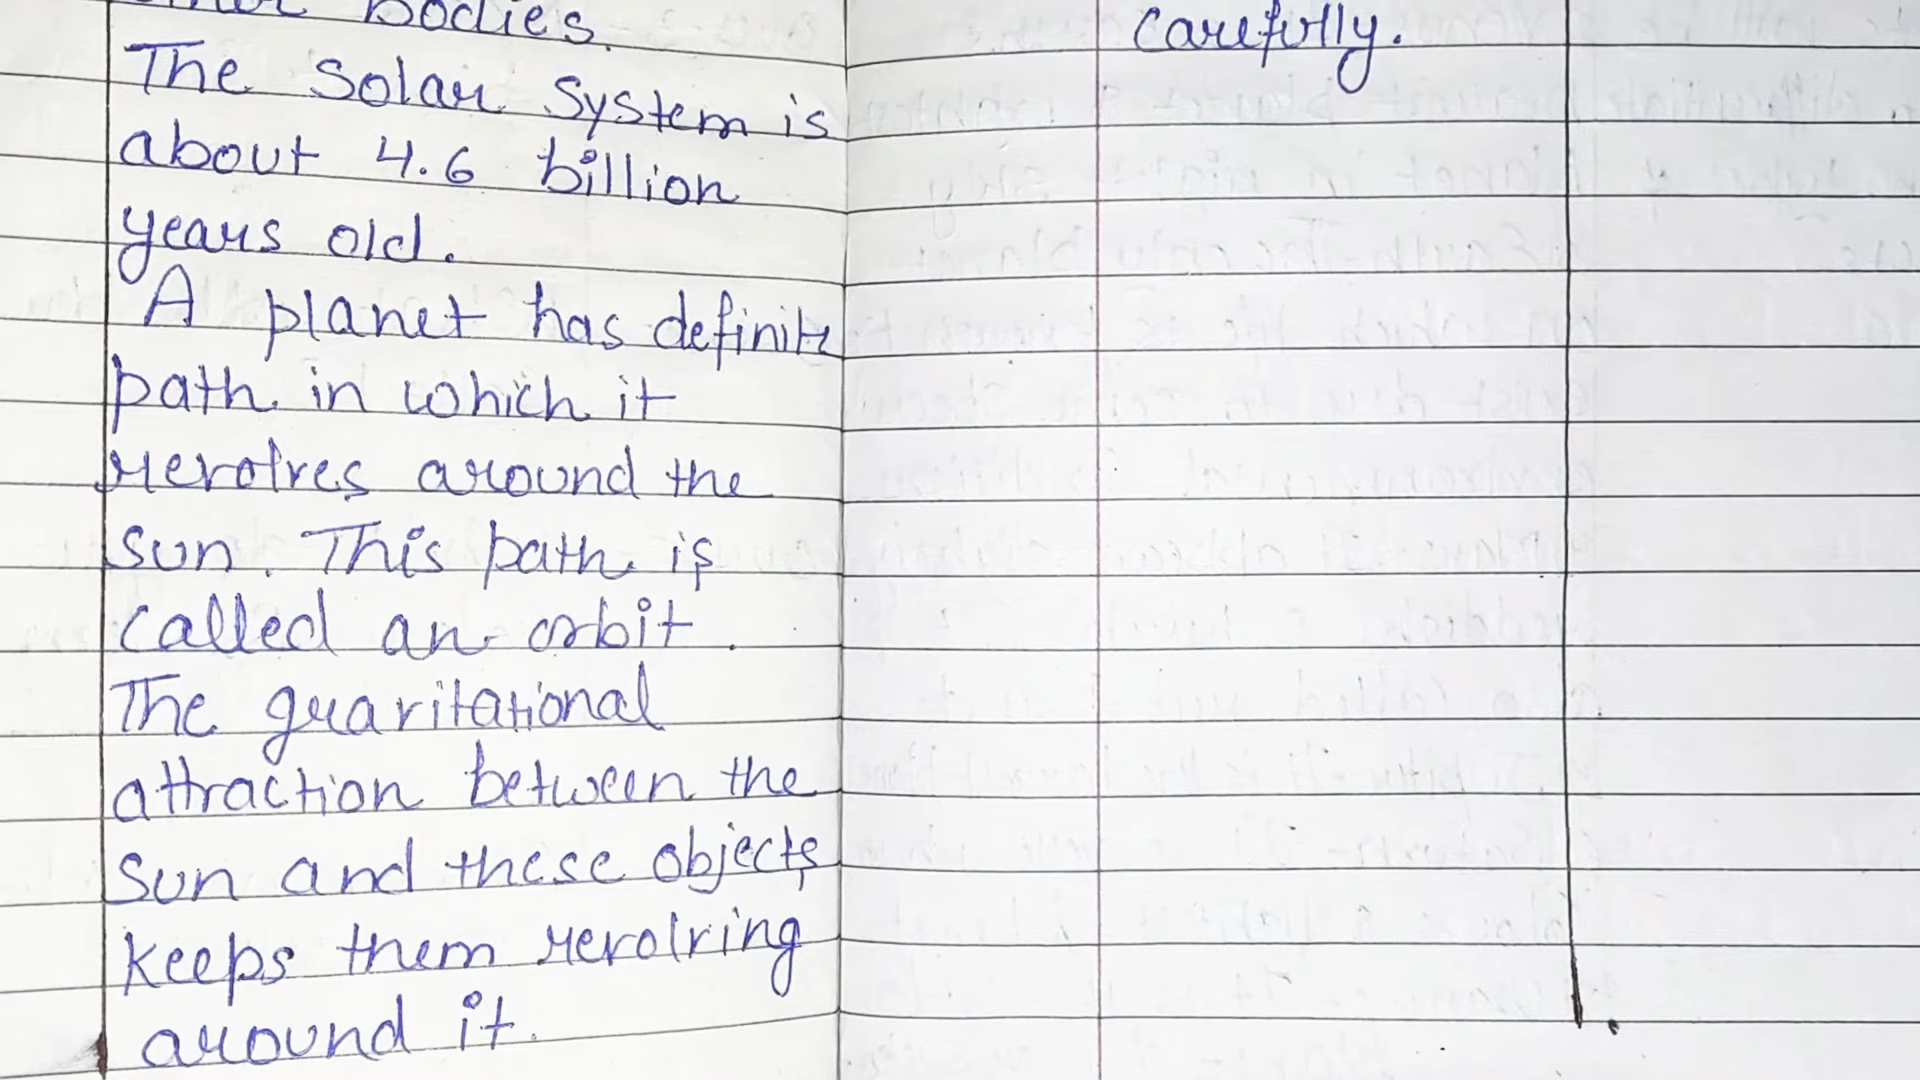 bodies.
The Solar System is
about 4.6 billion
years old.
A planet has definite
path in which it
revolves around the
sun. This path is
called an orbit.
The guavitational
attraction between the
sun and these objects
keeps them revolving
around it.
carefully.